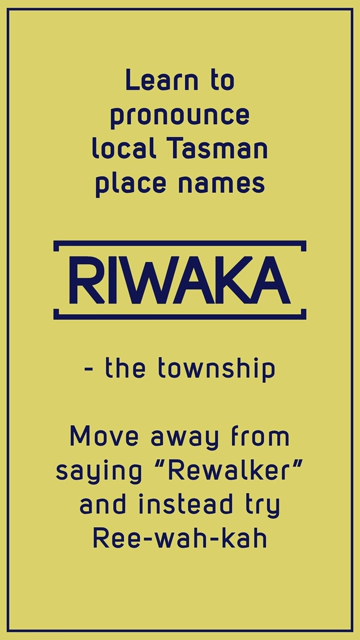 Learn to
pronounce
local Tasman
place names
RIWAKA
- the township
Move away from
saying “Rewalker”
and instead try
Ree-wah-kah